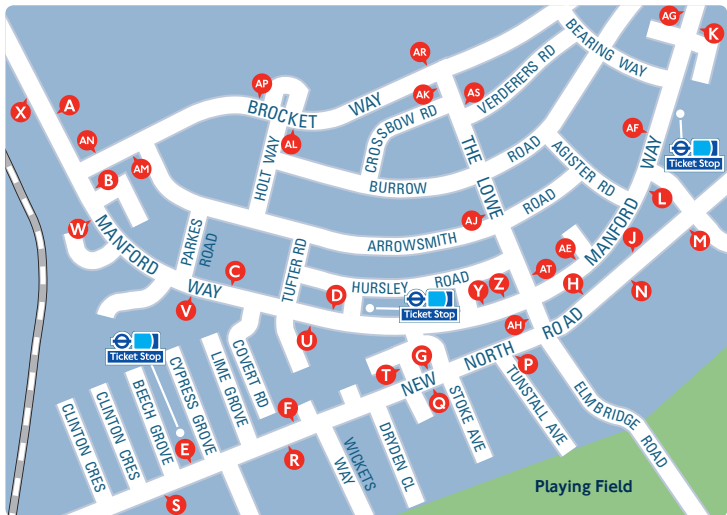 AG
K
BEARING WAY
AR
AP
AK
AS
VERDERERS RD
X
A
BROCKET WAY
AN
AL
CROSSBOW RD
AF
Ticket Stop
AM
HOLT WAY
THE LOWE
BURROW ROAD
AGISTER RD
B
L
W
MANFORD WAY
PARKES
ROAD
ARROWSMITH ROAD
AJ
AE
MANFORD WAY
J
M
C
TUFTER RD
HURSLEY ROAD
AT
H
N
D
Y
Z
V
Ticket Stop
U
AH
Ticket Stop
COVERT RD
LIME GROVE
CYPRESS GROVE
BEECH GROVE
CLINTON CRES
CLINTON CRES
T
G
NEW NORTH ROAD
P
Q
STOKE AVE
TUNSTALL AVE
ELMBRIDGE ROAD
F
E
R
WICKETS
WAY
DRYDEN CL
S
Playing Field